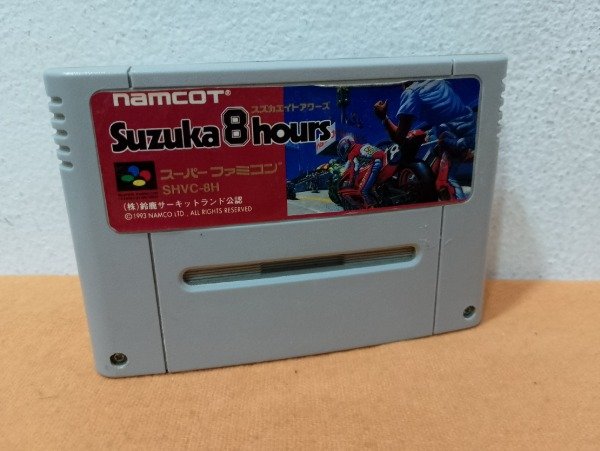 namcoT®
スズカエイトアワーズ
Suzuka 8 hours
スーパーファミコン
SHVC-8H
(株)鈴鹿サーキットランド公認
©1993 NAMCO LTD., ALL RIGHTS RESERVED